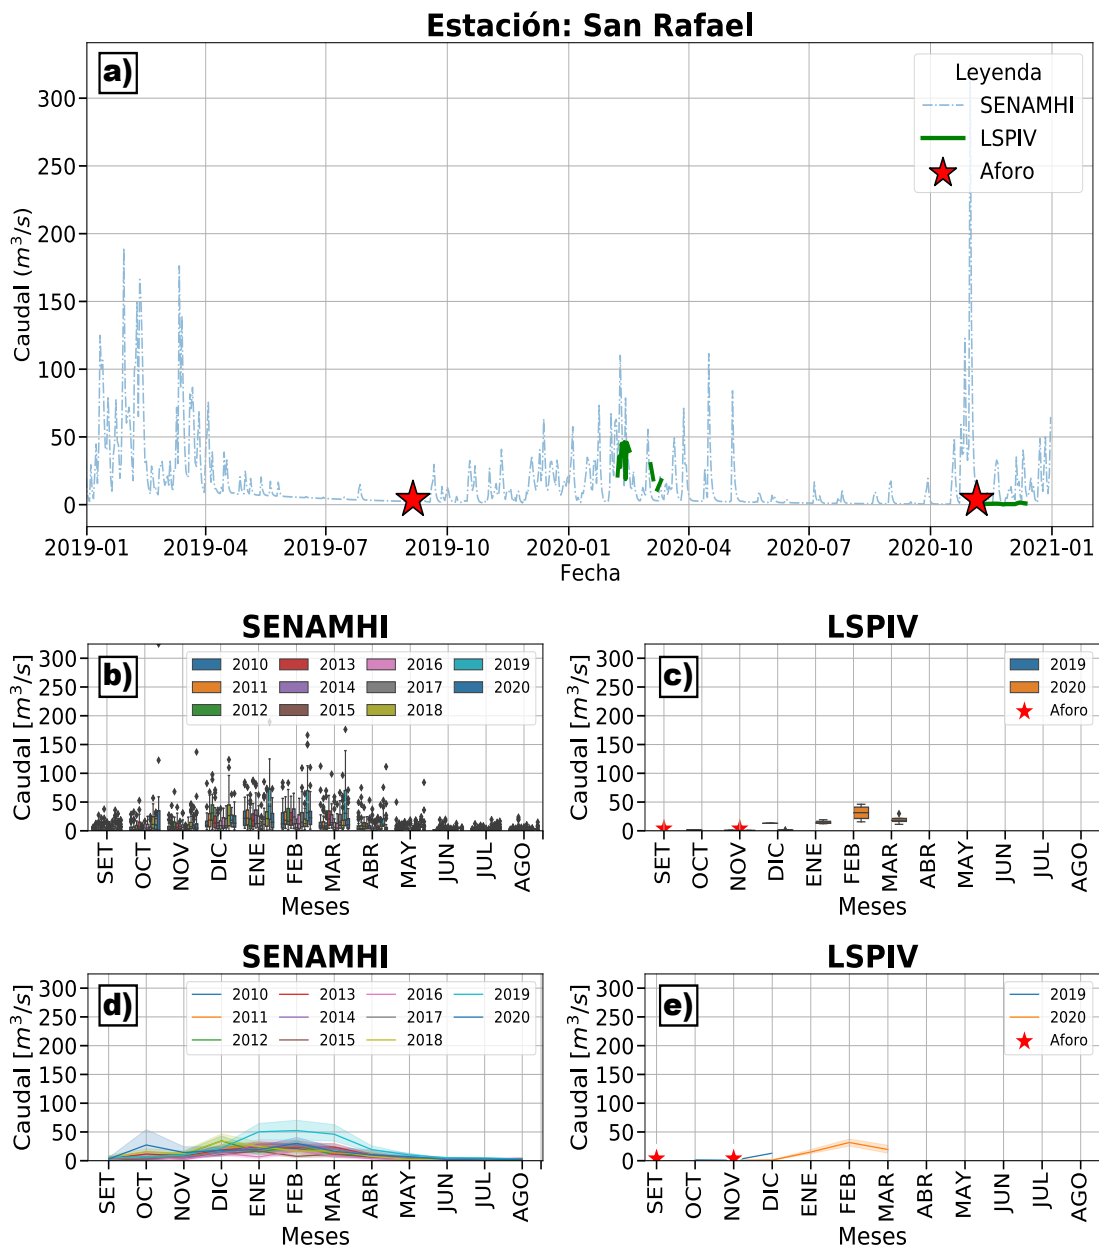 Estación: San Rafael
a)
Caudal (m³/s)
300
250
200
150
100
50
0
Leyenda
SENAMHI
LSPIV
Aforo
2019-01 2019-04 2019-07 2019-10 2020-01 2020-04 2020-07 2020-10 2021-01
Fecha
SENAMHI
b)
Caudal [m³/s]
300
250
200
150
100
50
0
2010 2013 2016 2019
2011 2014 2017 2020
2012 2015 2018
SET OCT NOV DIC ENE FEB MAR ABR MAY JUN JUL AGO
Meses
LSPIV
c)
Caudal [m³/s]
300
250
200
150
100
50
0
2019
2020
Aforo
SET OCT NOV DIC ENE FEB MAR ABR MAY JUN JUL AGO
Meses
SENAMHI
d)
Caudal [m³/s]
300
250
200
150
100
50
0
2010 2013 2016 2019
2011 2014 2017 2020
2012 2015 2018
SET OCT NOV DIC ENE FEB MAR ABR MAY JUN JUL AGO
Meses
LSPIV
e)
Caudal [m³/s]
300
250
200
150
100
50
0
2019
2020
Aforo
SET OCT NOV DIC ENE FEB MAR ABR MAY JUN JUL AGO
Meses